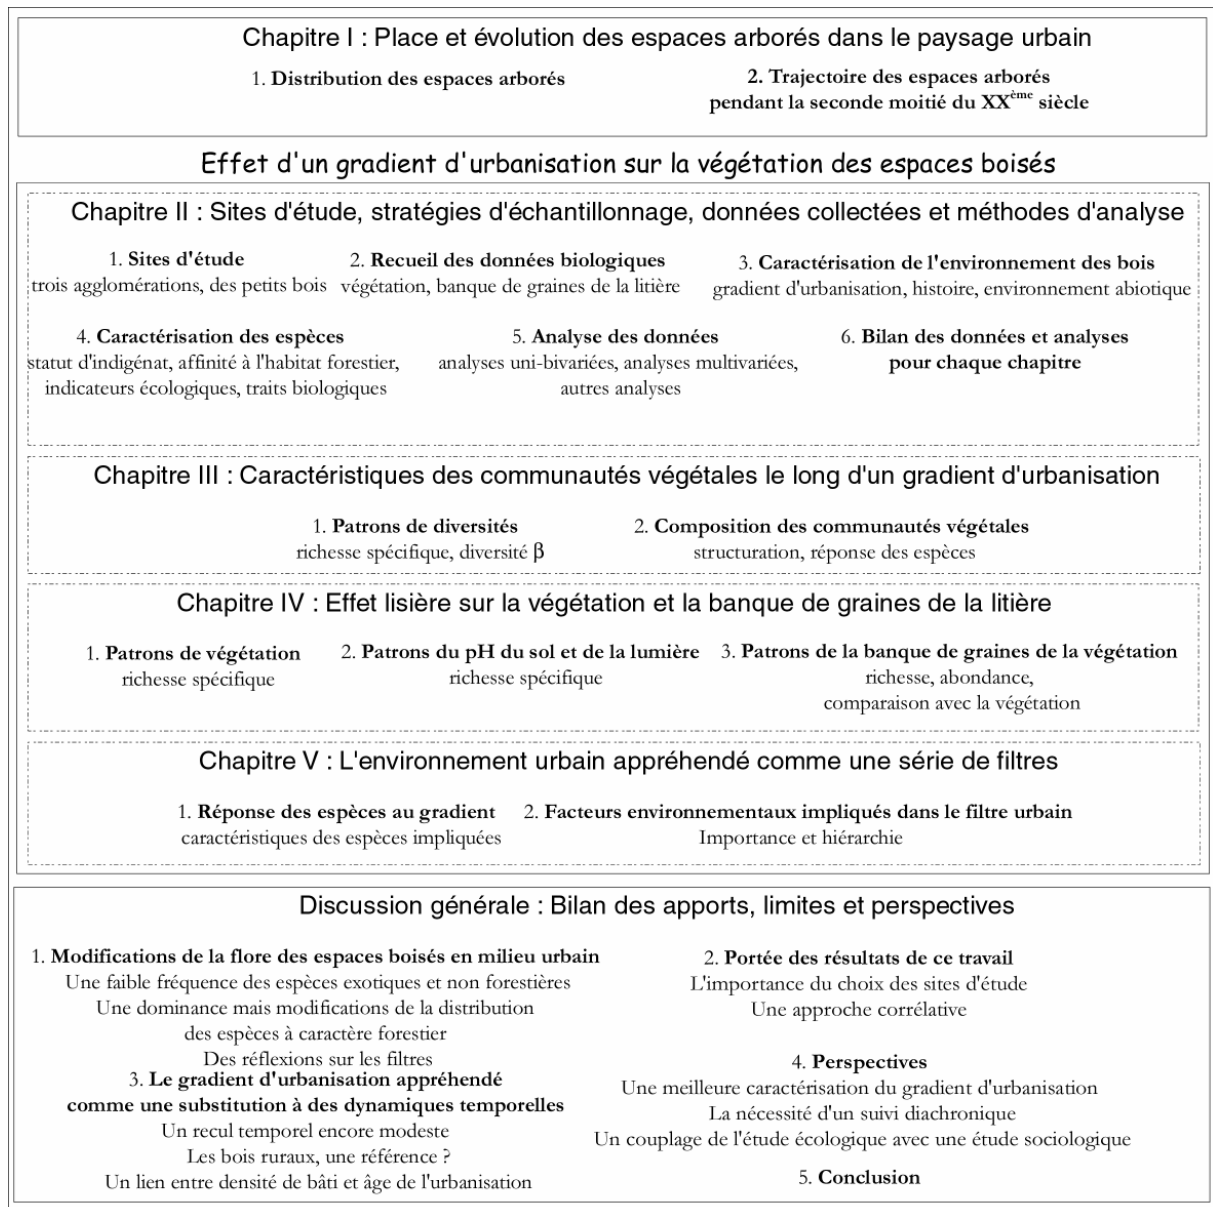 Chapitre I : Place et évolution des espaces arborés dans le paysage urbain
1. Distribution des espaces arborés
2. Trajectoire des espaces arborés
pendant la seconde moitié du XXème siècle
Effet d'un gradient d'urbanisation sur la végétation des espaces boisés
Chapitre II : Sites d'étude, stratégies d'échantillonnage, données collectées et méthodes d'analyse
1. Sites d'étude
trois agglomérations, des petits bois
2. Recueil des données biologiques
végétation, banque de graines de la litière
3. Caractérisation de l'environnement des bois
gradient d'urbanisation, histoire, environnement abiotique
4. Caractérisation des espèces
statut d'indigénat, affinité à l'habitat forestier,
indicateurs écologiques, traits biologiques
5. Analyse des données
analyses uni-bivariées, analyses multivariées,
autres analyses
6. Bilan des données et analyses
pour chaque chapitre
Chapitre III : Caractéristiques des communautés végétales le long d'un gradient d'urbanisation
1. Patrons de diversités
richesse spécifique, diversité β
2. Composition des communautés végétales
structuration, réponse des espèces
Chapitre IV : Effet lisière sur la végétation et la banque de graines de la litière
1. Patrons de végétation
richesse spécifique
2. Patrons du pH du sol et de la lumière
richesse spécifique
3. Patrons de la banque de graines de la végétation
richesse, abondance,
comparaison avec la végétation
Chapitre V : L'environnement urbain appréhendé comme une série de filtres
1. Réponse des espèces au gradient
caractéristiques des espèces impliquées
2. Facteurs environnementaux impliqués dans le filtre urbain
Importance et hiérarchie
Discussion générale : Bilan des apports, limites et perspectives
1. Modifications de la flore des espaces boisés en milieu urbain
Une faible fréquence des espèces exotiques et non forestières
Une dominance mais modifications de la distribution
des espèces à caractère forestier
Des réflexions sur les filtres
2. Portée des résultats de ce travail
L'importance du choix des sites d'étude
Une approche corrélative
3. Le gradient d'urbanisation appréhendé
comme une substitution à des dynamiques temporelles
Un recul temporel encore modeste
Les bois ruraux, une référence ?
Un lien entre densité de bâti et âge de l'urbanisation
4. Perspectives
Une meilleure caractérisation du gradient d'urbanisation
La nécessité d'un suivi diachronique
Un couplage de l'étude écologique avec une étude sociologique
5. Conclusion